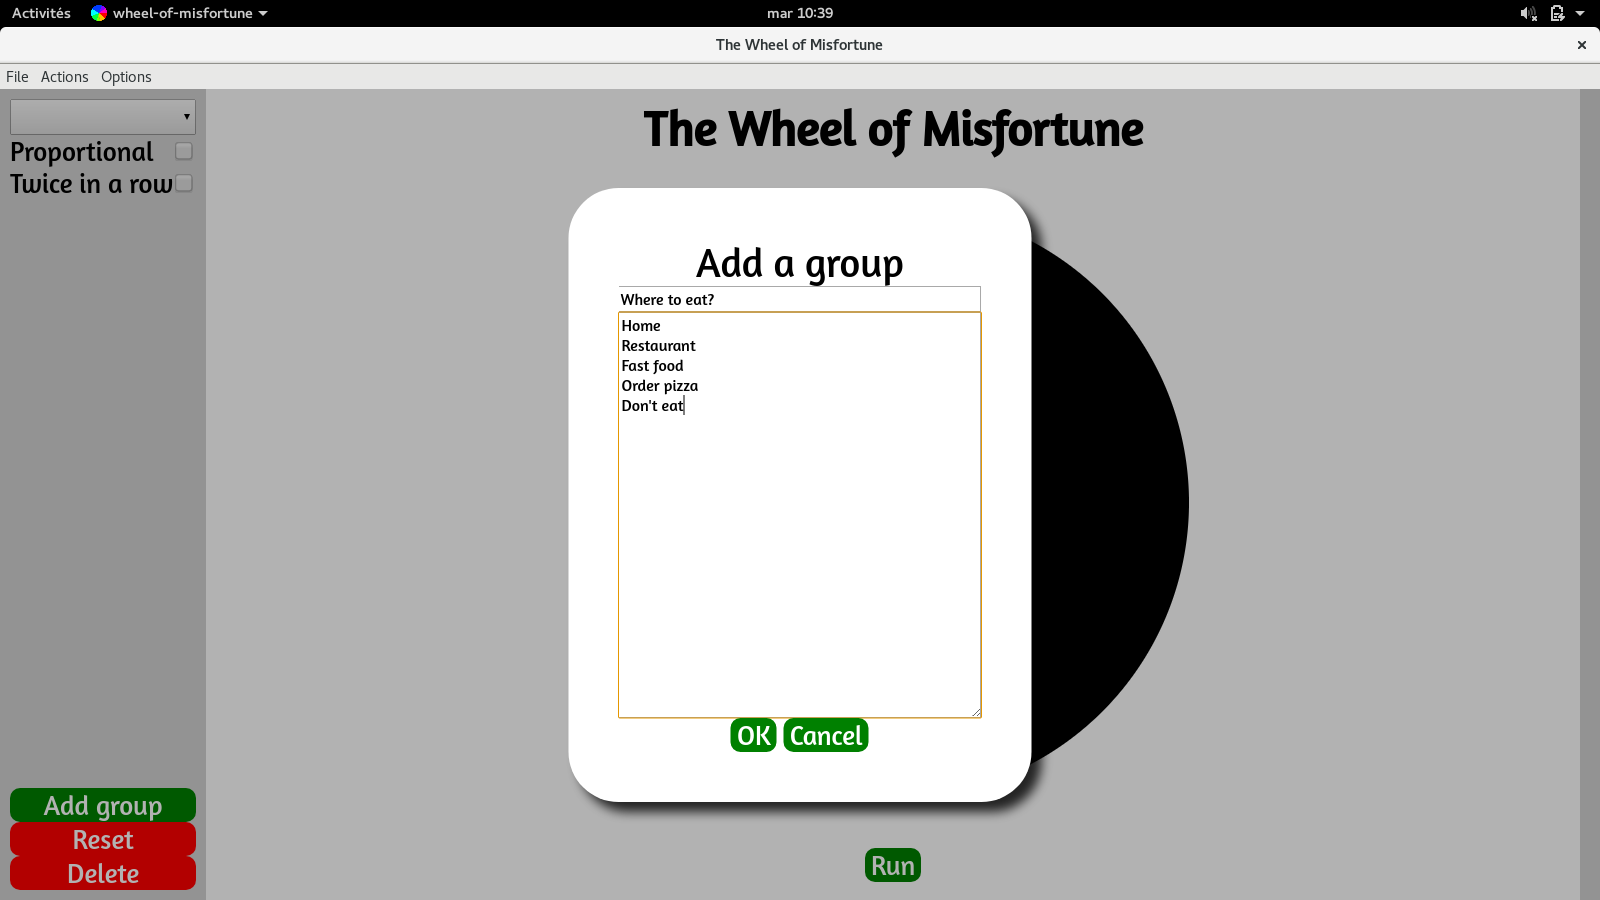 Activités wheel-of-misfortune mar 10:39
The Wheel of Misfortune
File Actions Options
The Wheel of Misfortune
Proportional
Twice in a row
Add a group
Where to eat?
Home
Restaurant
Fast food
Order pizza
Don't eat
OK Cancel
Add group
Reset
Delete
Run